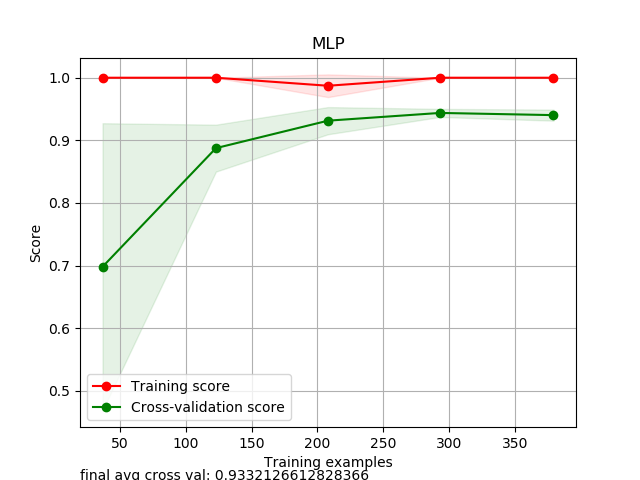 MLP
1.0
0.9
0.8
0.7
0.6
0.5
Score
Training score
Cross-validation score
50 100 150 200 250 300 350
Training examples
final avg cross val: 0.9332126612828366